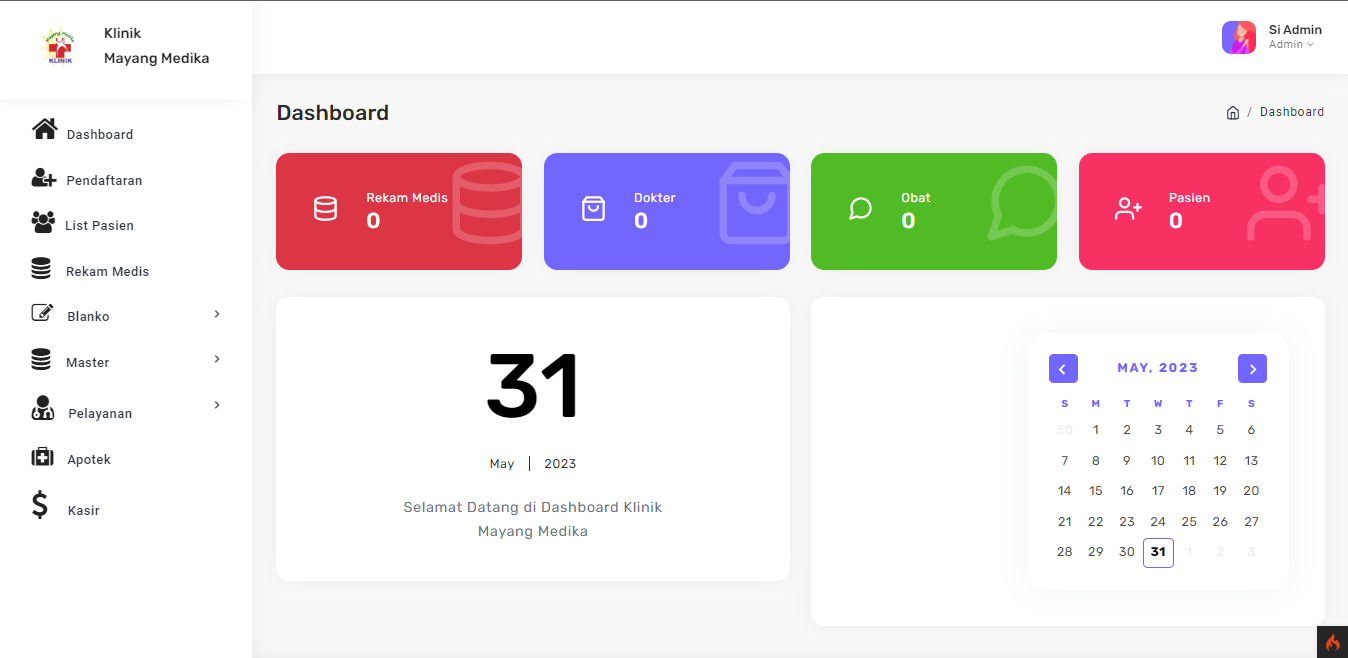 Mayang Medika
KLINIK
Klinik
Mayang Medika
Si Admin
Admin
Dashboard
Pendaftaran
List Pasien
Rekam Medis
Blanko
Master
Pelayanan
Apotek
Kasir
Dashboard
/ Dashboard
Rekam Medis
0
Dokter
0
Obat
0
Pasien
0
31
May | 2023
Selamat Datang di Dashboard Klinik
Mayang Medika
MAY, 2023
S M T W T F S
30 1 2 3 4 5 6
7 8 9 10 11 12 13
14 15 16 17 18 19 20
21 22 23 24 25 26 27
28 29 30 31 1 2 3